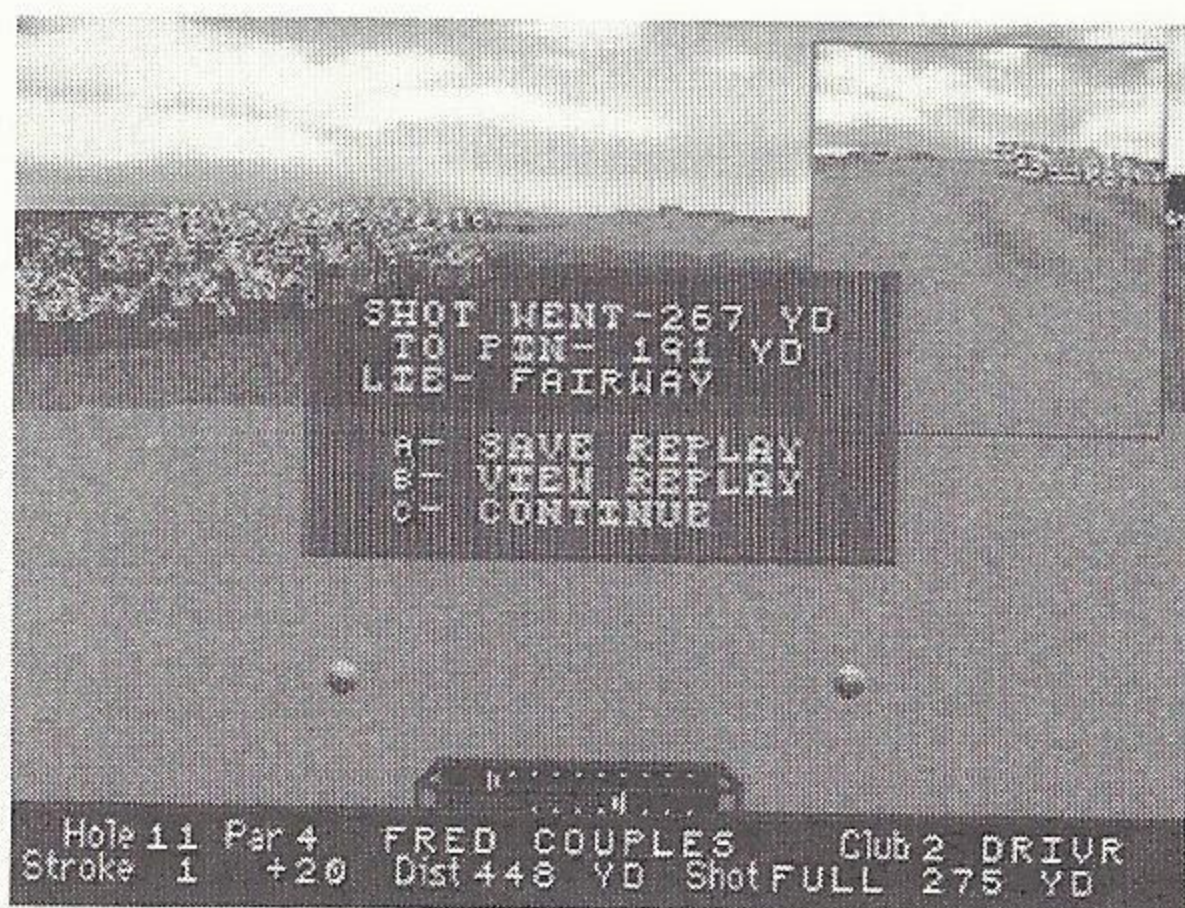 SHOT WENT-267 YD
TO PIN- 191 YD
LIE- FAIRWAY
A- SAVE REPLAY
B- VIEW REPLAY
C- CONTINUE
Hole 11 Par 4 FRED COUPLES Club 2 DRIVR
Stroke 1 +20 Dist 448 YD Shot FULL 275 YD